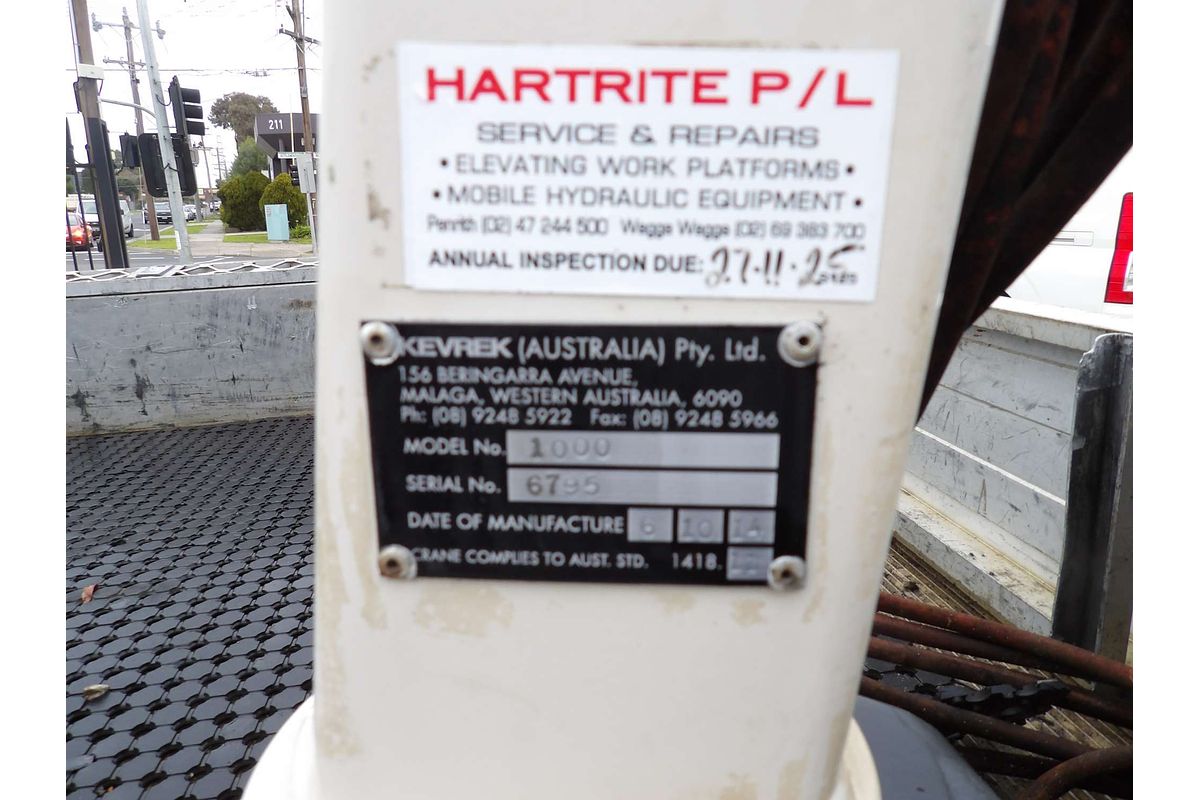 211
HARTRITE P/L
SERVICE & REPAIRS
• ELEVATING WORK PLATFORMS •
• MOBILE HYDRAULIC EQUIPMENT •
Penrith (02) 47 244 500 Wagga Wagga (02) 69 383 700
ANNUAL INSPECTION DUE: 27·11·25
KEVREK (AUSTRALIA) Pty. Ltd.
156 BERINGARRA AVENUE,
MALAGA, WESTERN AUSTRALIA, 6090
Ph: (08) 9248 5922 Fax: (08) 9248 5966
MODEL No. 1000
SERIAL No. 6795
DATE OF MANUFACTURE 6 10 14
CRANE COMPLIES TO AUST. STD. 1418.